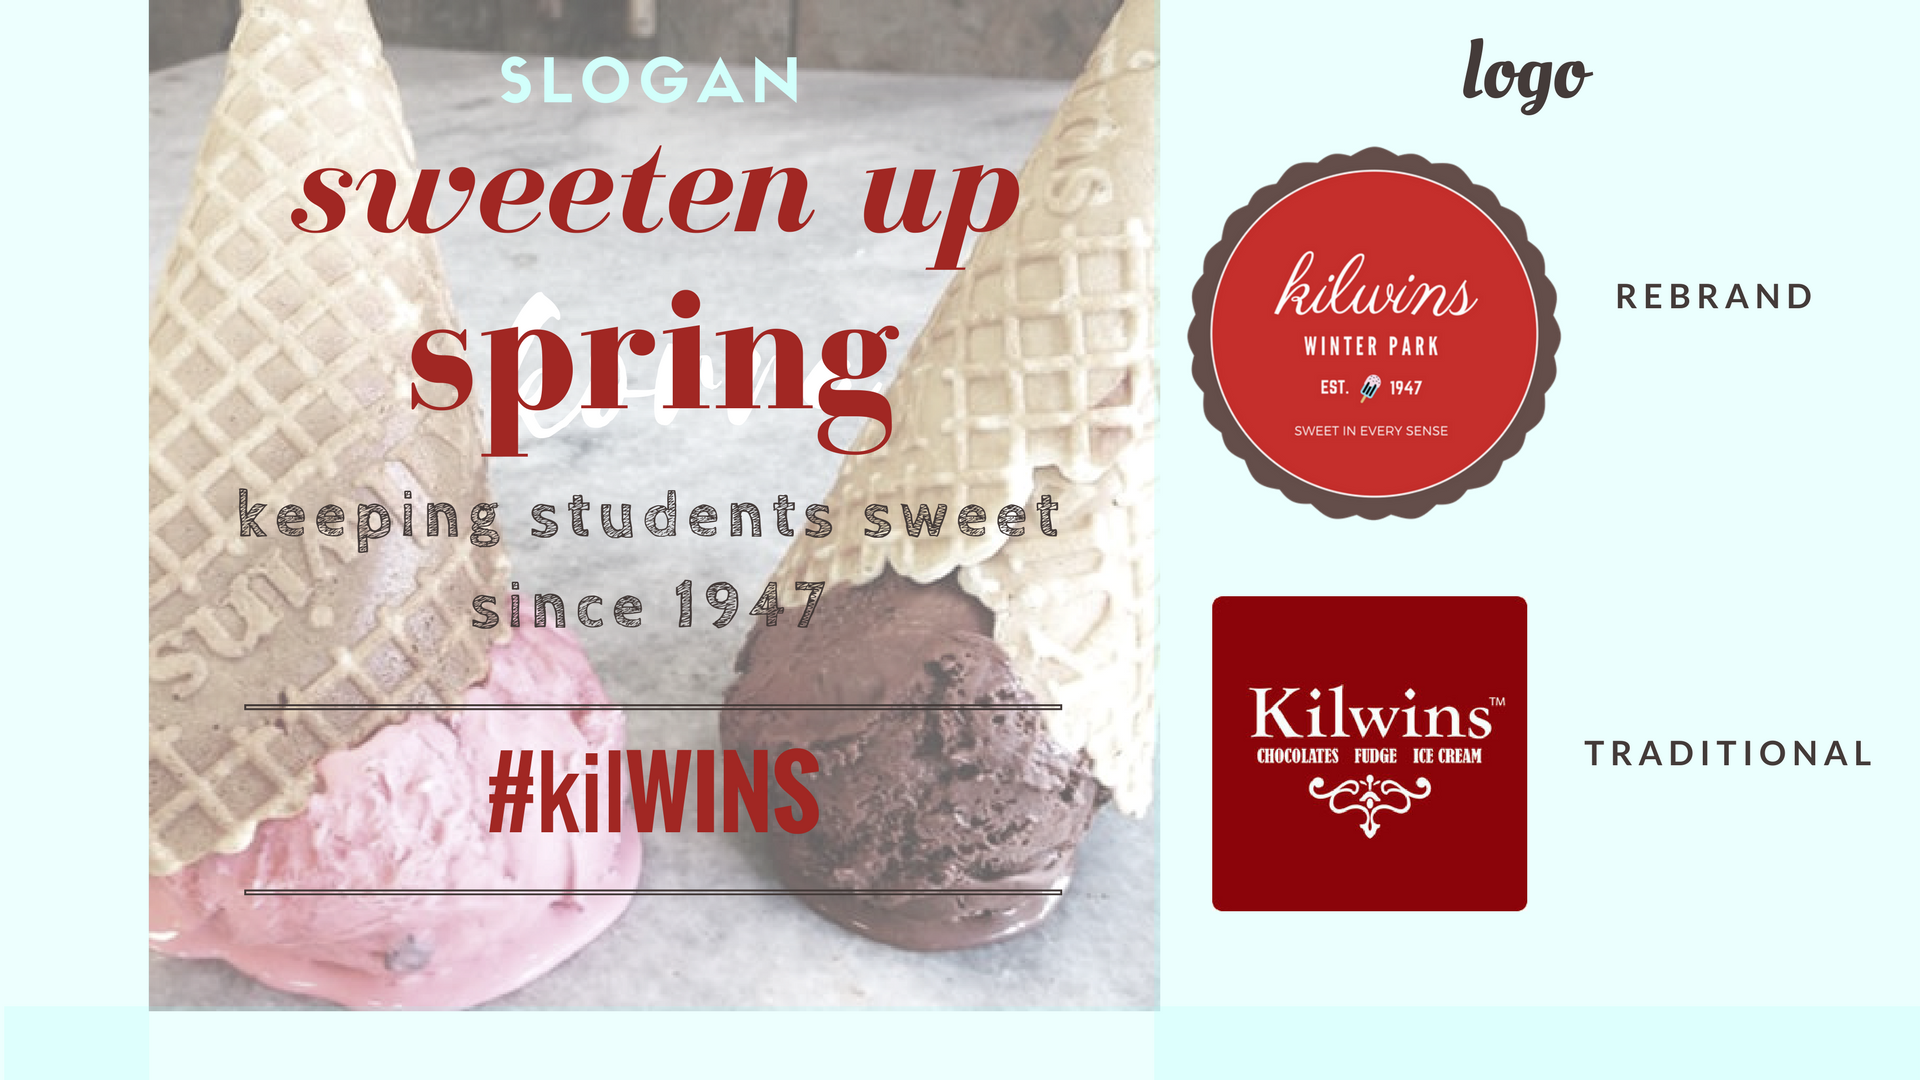 SLOGAN
sweeten up
spring
keeping students sweet
since 1947
#kilWINS
logo
kilwins
WINTER PARK
EST. 1947
SWEET IN EVERY SENSE
REBRAND
Kilwins™
CHOCOLATES FUDGE ICE CREAM
TRADITIONAL